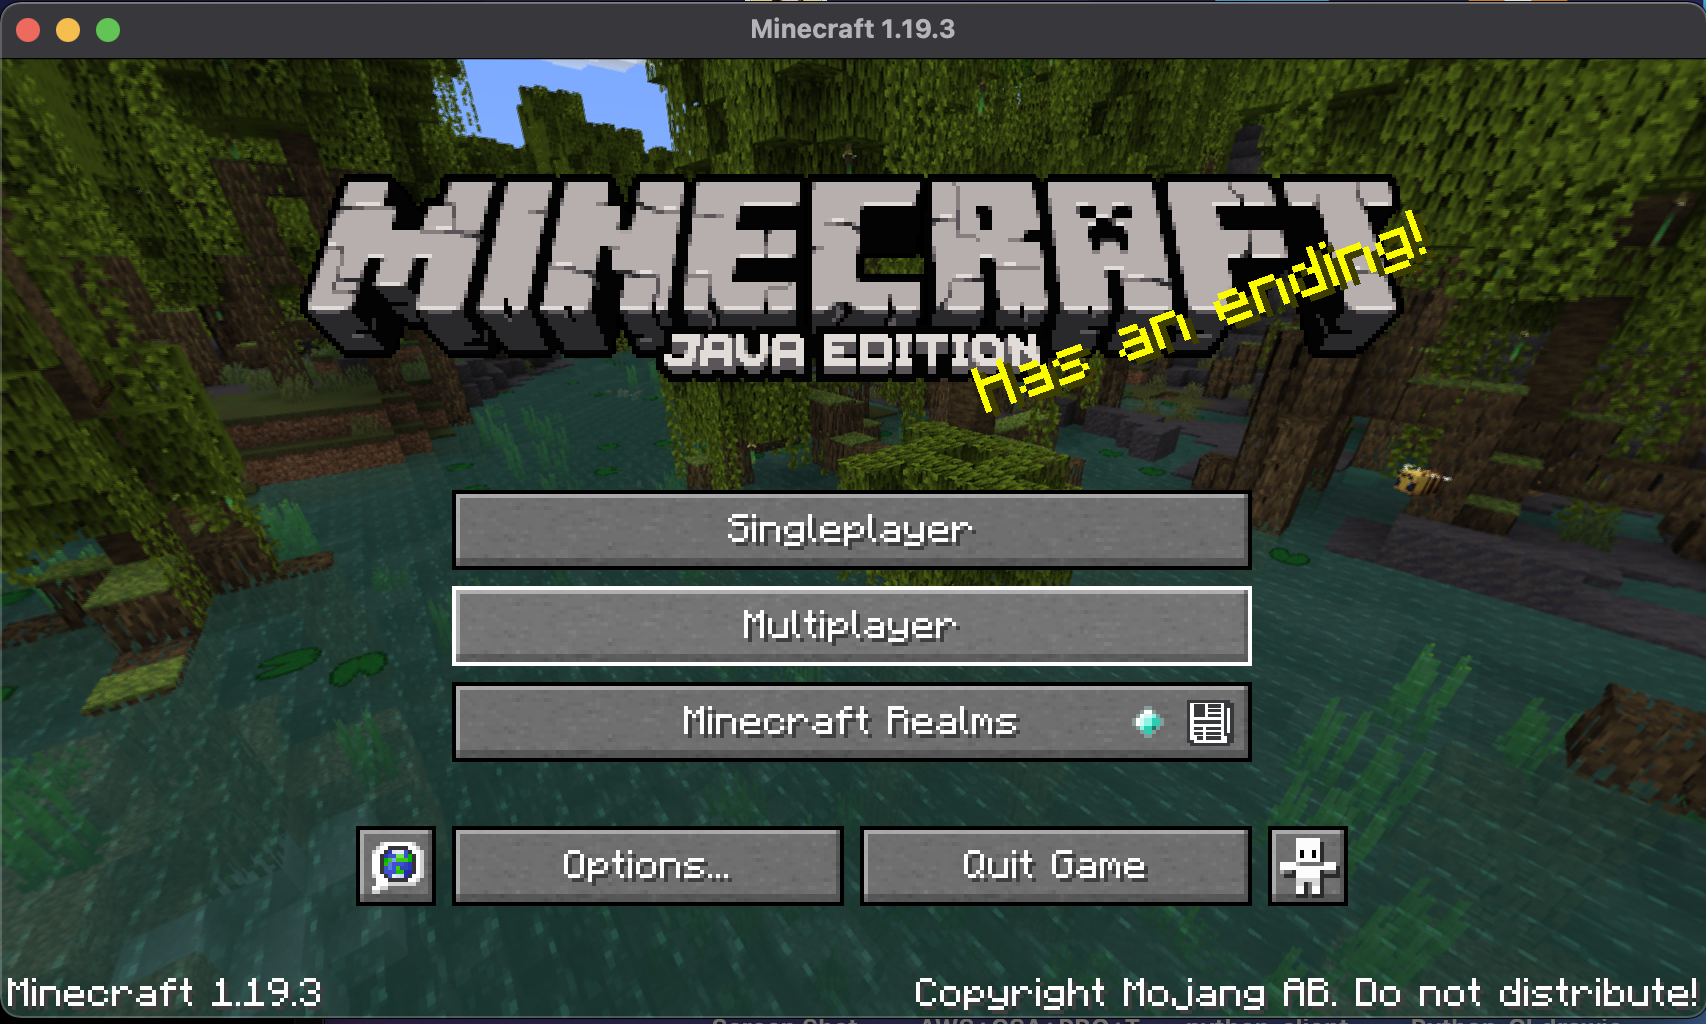 Minecraft 1.19.3
MINECRAFT
JAVA EDITION
Has an ending!
Singleplayer
Multiplayer
Minecraft Realms
Options...
Quit Game
Minecraft 1.19.3
Copyright Mojang AB. Do not distribute!